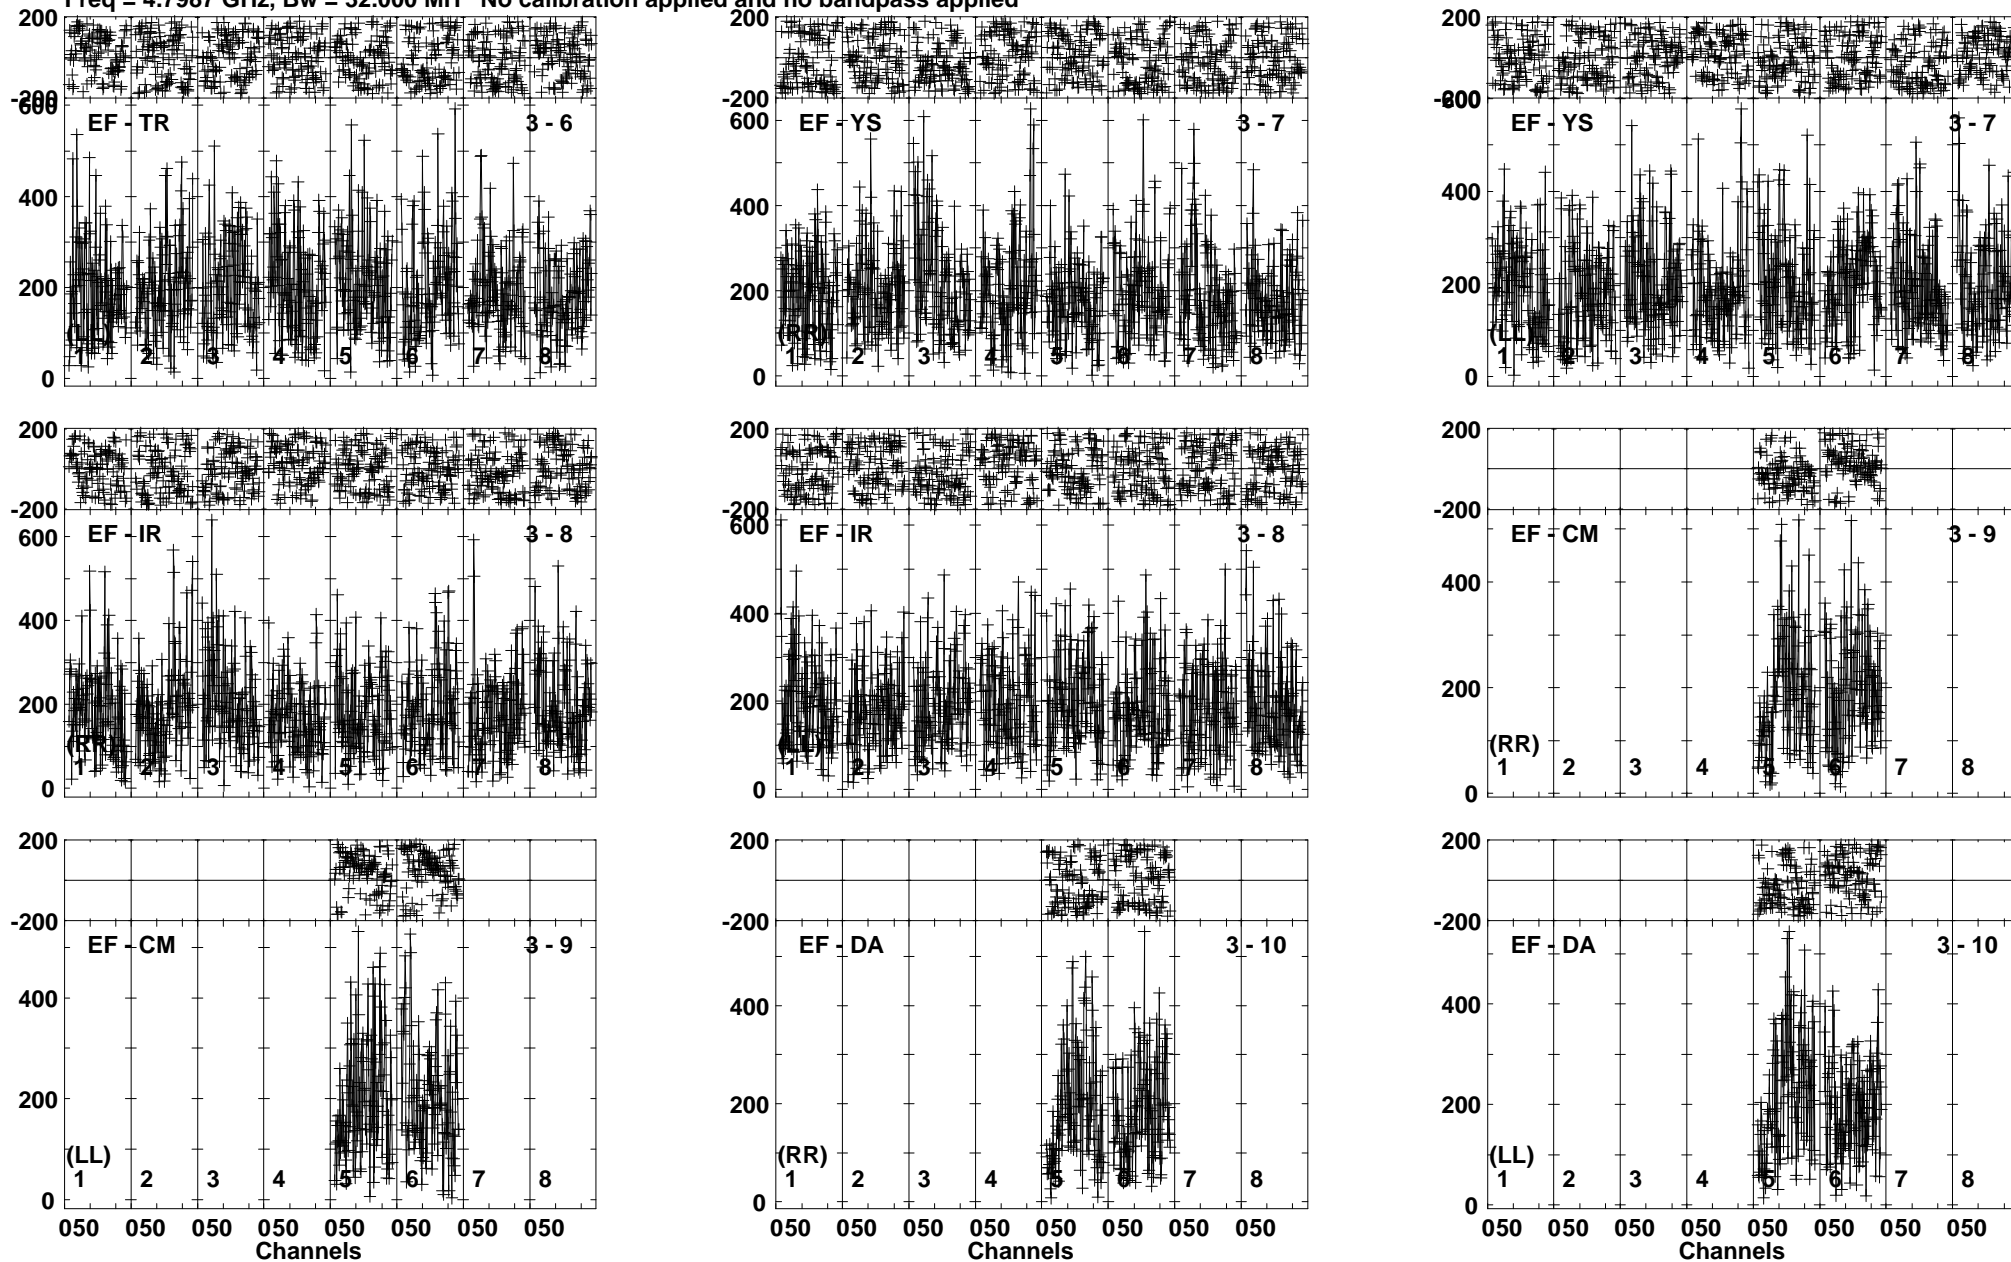 Freq = 4.7987 GHz, Bw = 32.000 MH No calibration applied and no bandpass applied
200 200 200
-200 -200 -200
600 600 600
EF - TR 3 - 6 EF - YS 3 - 7 EF - YS 3 - 7
400 400 400
200 200 200
(LL) (RR) (LL)
1 2 3 4 5 6 7 8 1 2 3 4 5 6 7 8 1 2 3 4 5 6 7 8
0 0 0
200 200 200
-200 -200 -200
600 600
EF - IR 3 - 8 EF - IR 3 - 8 EF - CM 3 - 9
400 400 400
200 200 200
(RR) (LL) (RR)
1 2 3 4 5 6 7 8 1 2 3 4 5 6 7 8 1 2 3 4 5 6 7 8
0 0 0
200 200 200
-200 -200 -200
EF - CM 3 - 9 EF - DA 3 - 10 EF - DA 3 - 10
400 400 400
200 200 200
(LL) (RR) (LL)
1 2 3 4 5 6 7 8 1 2 3 4 5 6 7 8 1 2 3 4 5 6 7 8
0 0 0
050 050 050 050 050 050 050 050 050 050 050 050 050 050 050 050 050 050 050 050 050 050 050 050
Channels Channels Channels